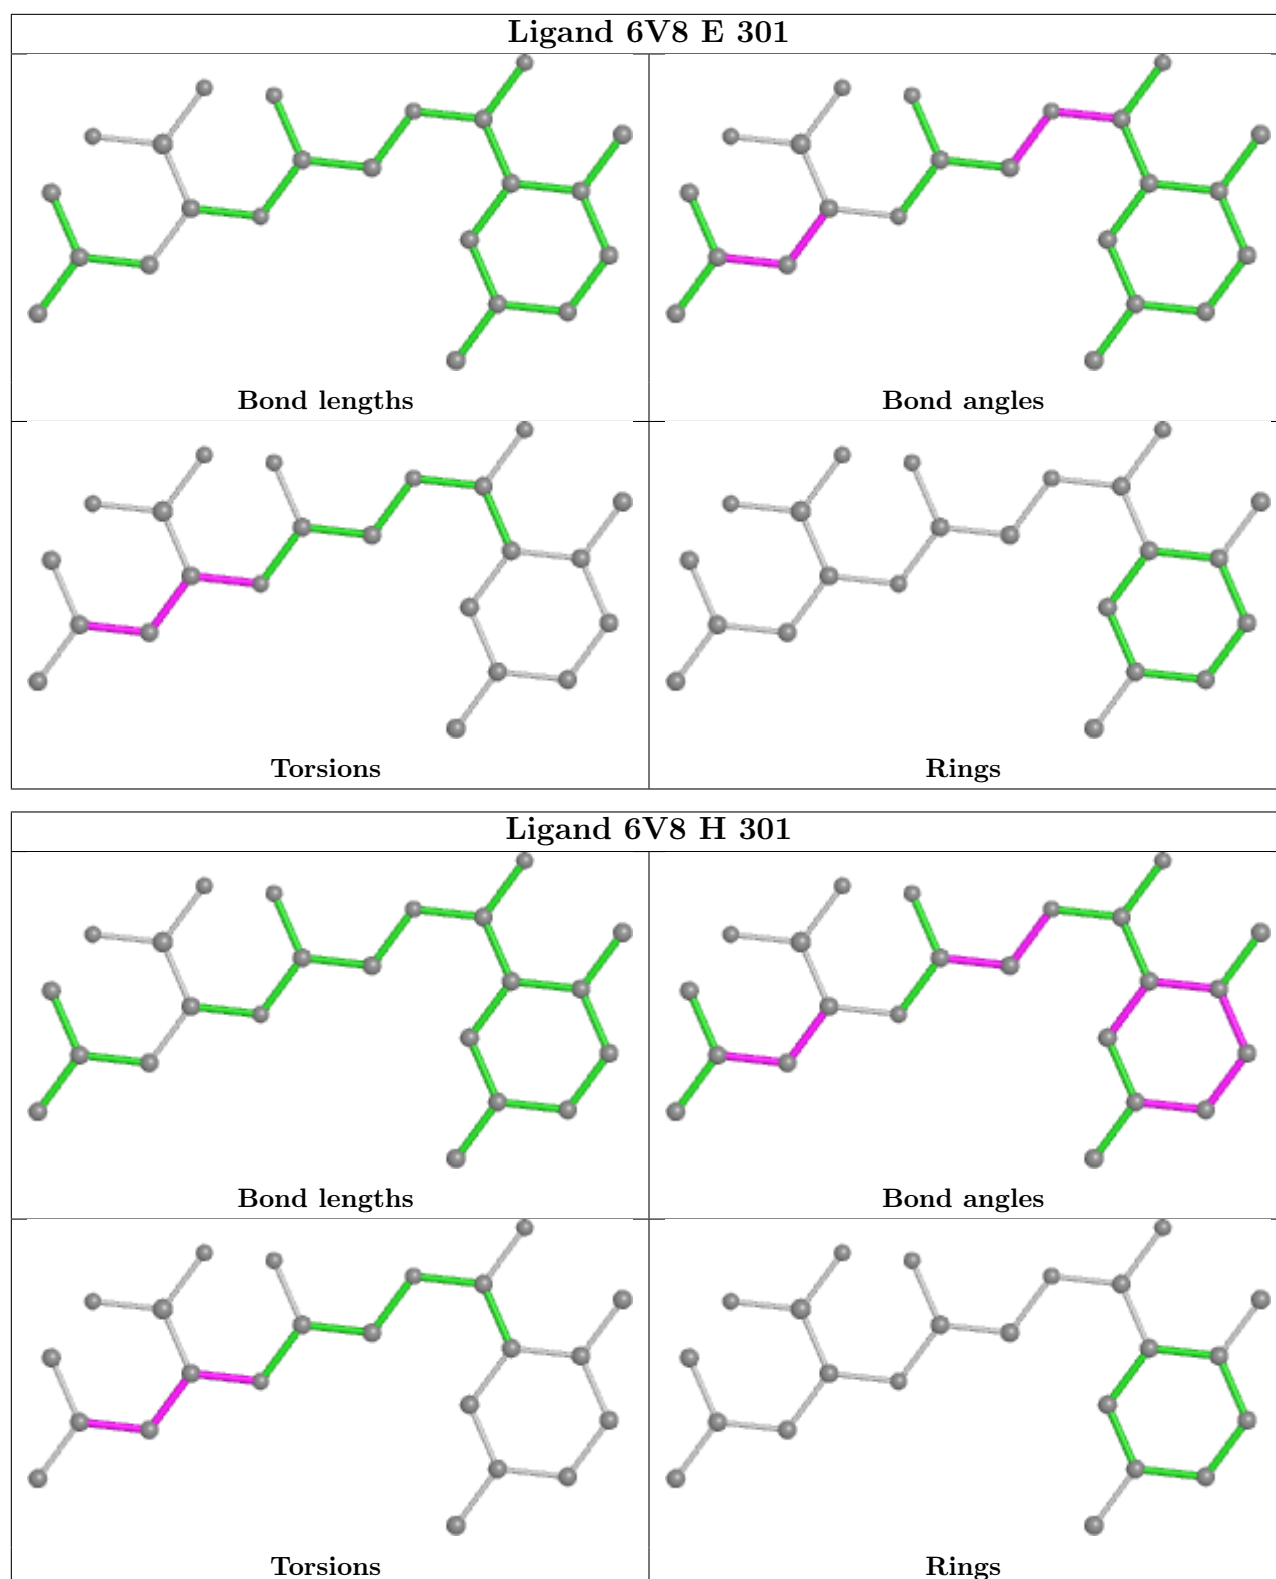 Ligand 6V8 E 301
Bond lengths
Bond angles
Torsions
Rings
Ligand 6V8 H 301
Bond lengths
Bond angles
Torsions
Rings